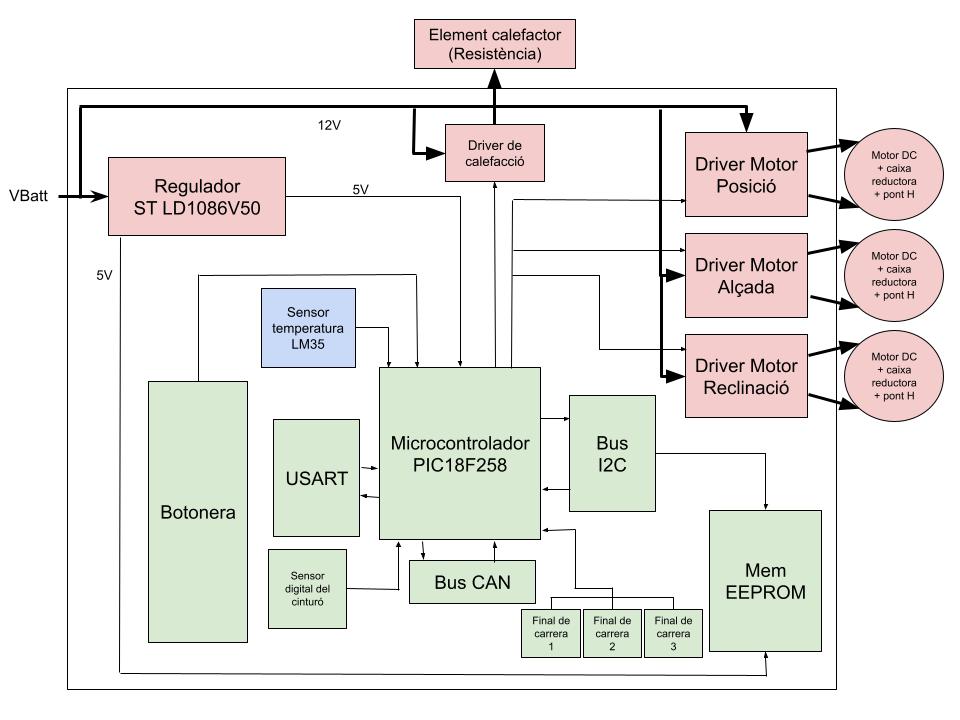 Element calefactor
(Resistència)
12V
VBatt
Regulador
ST LD1086V50
5V
5V
Driver de
calefacció
Driver Motor
Posició
Motor DC
+ caixa
reductora
+ pont H
Driver Motor
Alçada
Motor DC
+ caixa
reductora
+ pont H
Driver Motor
Reclinació
Motor DC
+ caixa
reductora
+ pont H
Sensor
temperatura
LM35
Botonera
USART
Microcontrolador
PIC18F258
Bus
I2C
Sensor
digital del
cinturó
Bus CAN
Mem
EEPROM
Final de
carrera
1
Final de
carrera
2
Final de
carrera
3